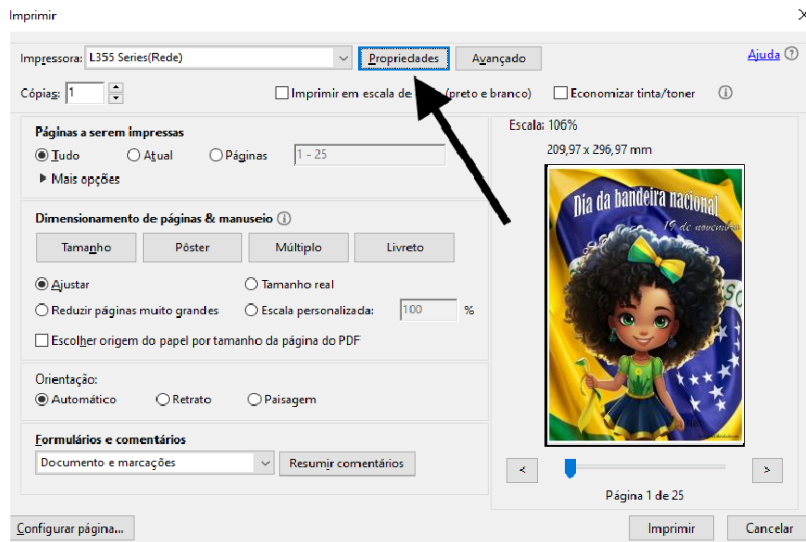 Imprimir
Impressora: L355 Series(Rede) Propriedades Avançado Ajuda
Cópias: 1 Imprimir em escala de (preto e branco) Economizar tinta/toner
Páginas a serem impressas
Tudo Atual Páginas 1 - 25
Mais opções
Dimensionamento de páginas & manuseio
Tamanho Pôster Múltiplo Livreto
Ajustar Tamanho real
Reduzir páginas muito grandes Escala personalizada: 100 %
Escolher origem do papel por tamanho da página do PDF
Orientação:
Automático Retrato Paisagem
Formulários e comentários
Documento e marcações Resumir comentários
Escala: 106%
209,97 x 296,97 mm
Dia da bandeira nacional
19 de novembro
< >
Página 1 de 25
Configurar página... Imprimir Cancelar